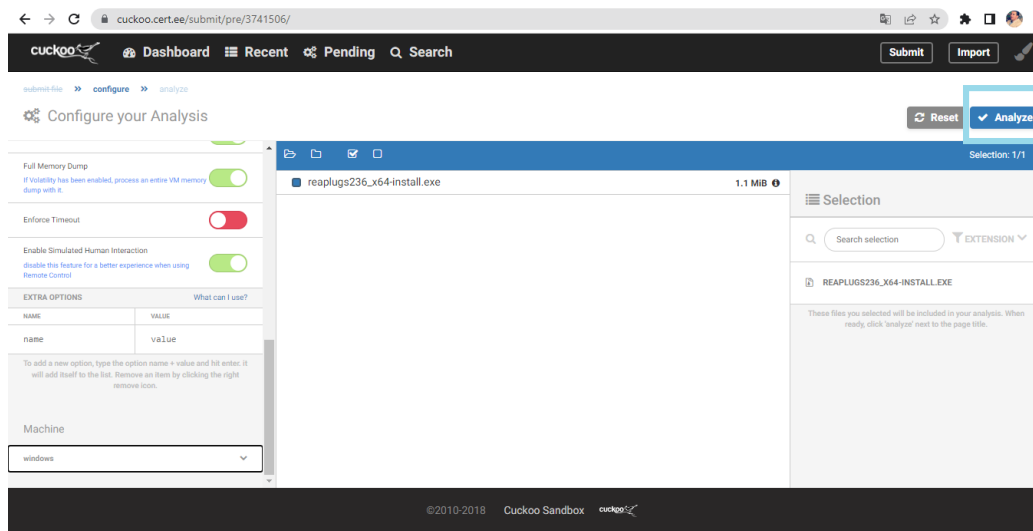 cuckoo.cert.ee/submit/pre/3741506/
cuckoo Dashboard Recent Pending Search Submit Import
submit file » configure » analyze
Configure your Analysis Reset Analyze
Selection: 1/1
Full Memory Dump
If Volatility has been enabled, process an entire VM memory
dump with it.
Enforce Timeout
Enable Simulated Human Interaction
disable this feature for a better experience when using
Remote Control
EXTRA OPTIONS What can I use?
NAME VALUE
name value
To add a new option, type the option name + value and hit enter. it
will add itself to the list. Remove an item by clicking the right
remove icon.
Machine
windows
reaplugs236_x64-install.exe 1.1 MiB
Selection
Search selection EXTENSION
REAPLUGS236_X64-INSTALL.EXE
These files you selected will be included in your analysis. When
ready, click 'analyze' next to the page title.
©2010-2018 Cuckoo Sandbox cuckoo